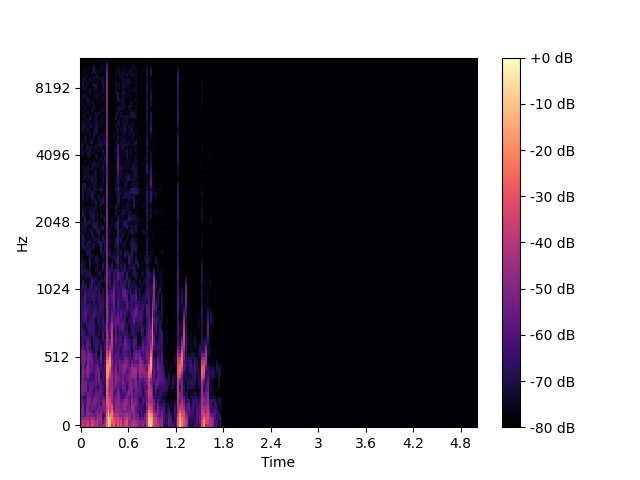 8192
4096
2048
1024
512
0
Hz
0 0.6 1.2 1.8 2.4 3 3.6 4.2 4.8
Time
+0 dB
-10 dB
-20 dB
-30 dB
-40 dB
-50 dB
-60 dB
-70 dB
-80 dB